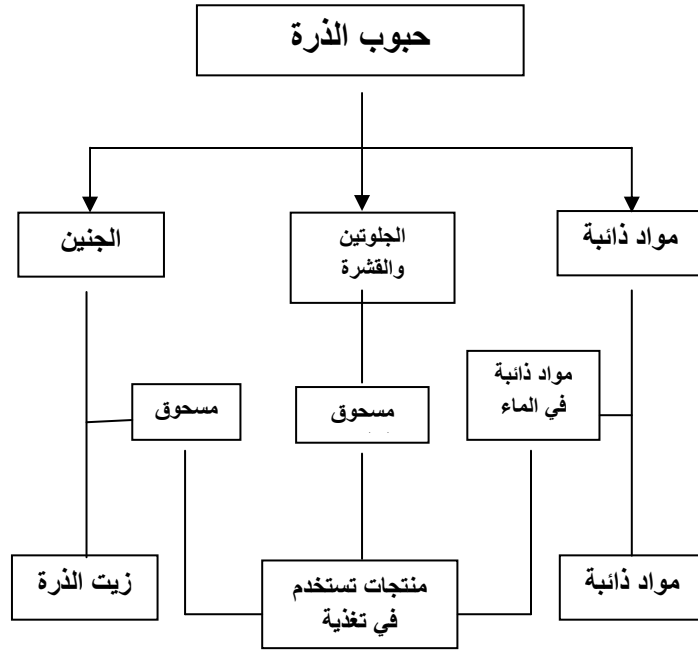 حبوب الذرة
مواد ذائبة
الجلوتين
والقشرة
الجنين
مواد ذائبة
في الماء
مسحوق
مسحوق
مواد ذائبة
منتجات تستخدم
في تغذية
زيت الذرة